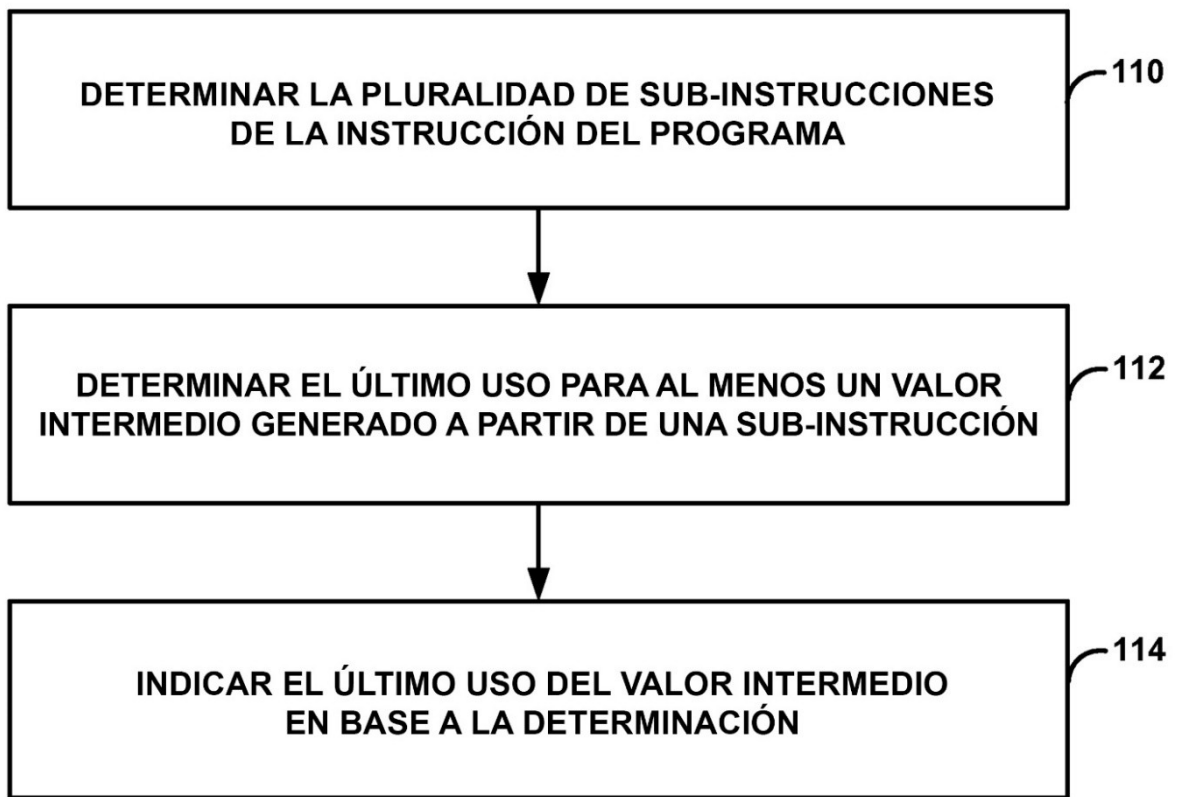 DETERMINAR LA PLURALIDAD DE SUB-INSTRUCCIONES
DE LA INSTRUCCIÓN DEL PROGRAMA
110
DETERMINAR EL ÚLTIMO USO PARA AL MENOS UN VALOR
INTERMEDIO GENERADO A PARTIR DE UNA SUB-INSTRUCCIÓN
112
INDICAR EL ÚLTIMO USO DEL VALOR INTERMEDIO
EN BASE A LA DETERMINACIÓN
114